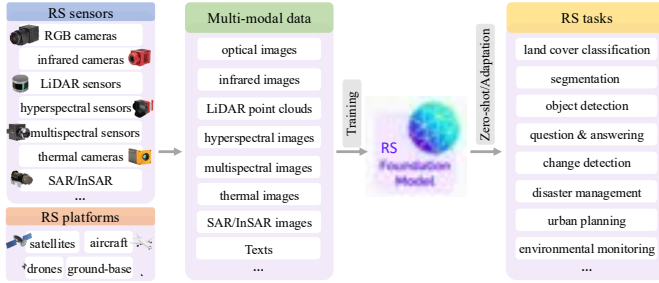 RS sensors
RGB cameras
infrared cameras
LiDAR sensors
hyperspectral sensors
multispectral sensors
thermal cameras
SAR/InSAR
...
RS platforms
satellites
aircraft
drones
ground-base
Multi-modal data
optical images
infrared images
LiDAR point clouds
hyperspectral images
multispectral images
thermal images
SAR/InSAR images
Texts
...
Training
RS
Foundation
Model
Zero-shot/Adaptation
RS tasks
land cover classification
segmentation
object detection
question & answering
change detection
disaster management
urban planning
environmental monitoring
...